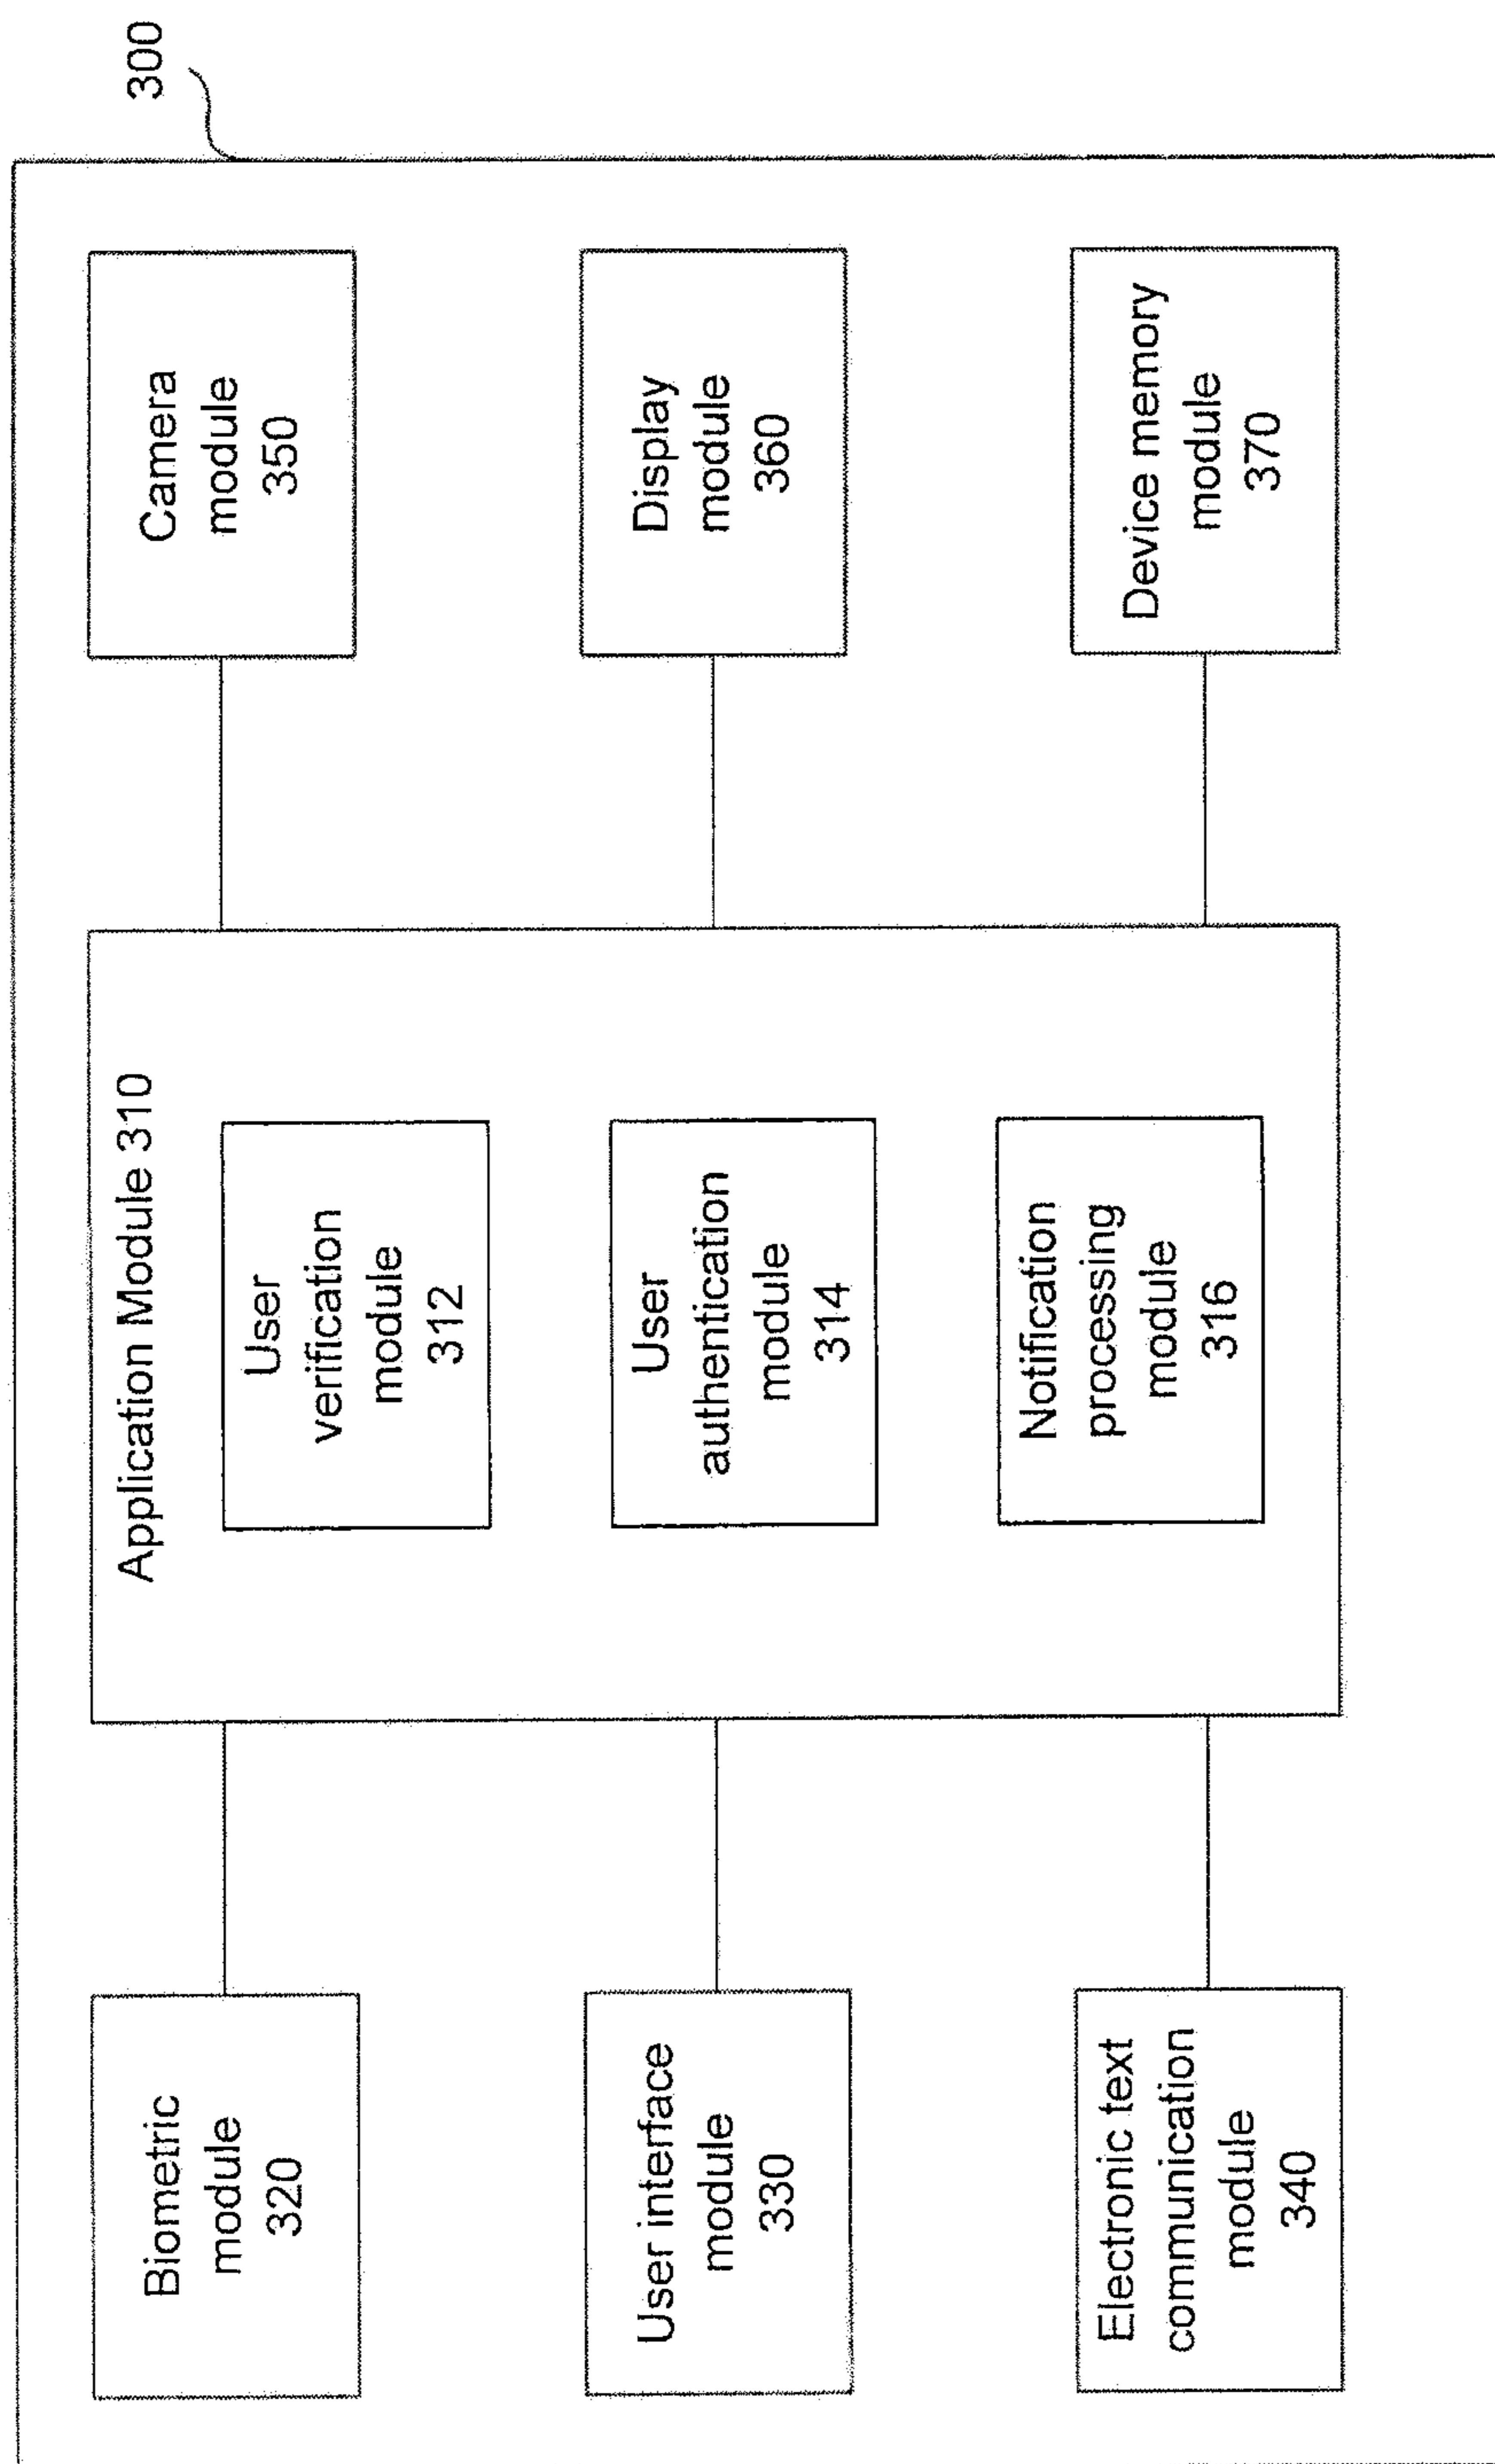 300
Application Module 310
Biometric
module
320
User
verification
module
312
Camera
module
350
User interface
module
330
User
authentication
module
314
Display
module
360
Electronic text
communication
module
340
Notification
processing
module
316
Device memory
module
370